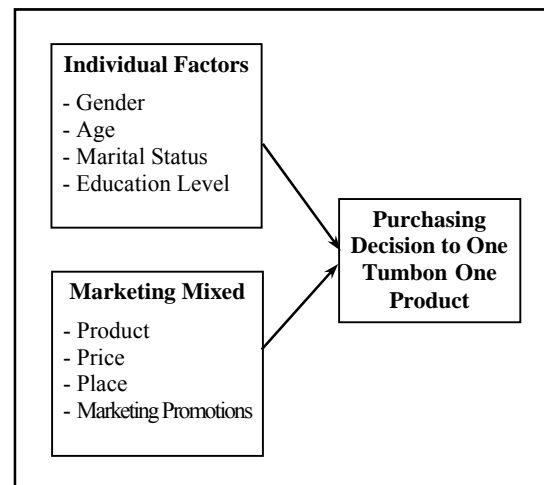 Individual Factors
- Gender
- Age
- Marital Status
- Education Level
Marketing Mixed
- Product
- Price
- Place
- Marketing Promotions
Purchasing
Decision to One
Tumbon One
Product